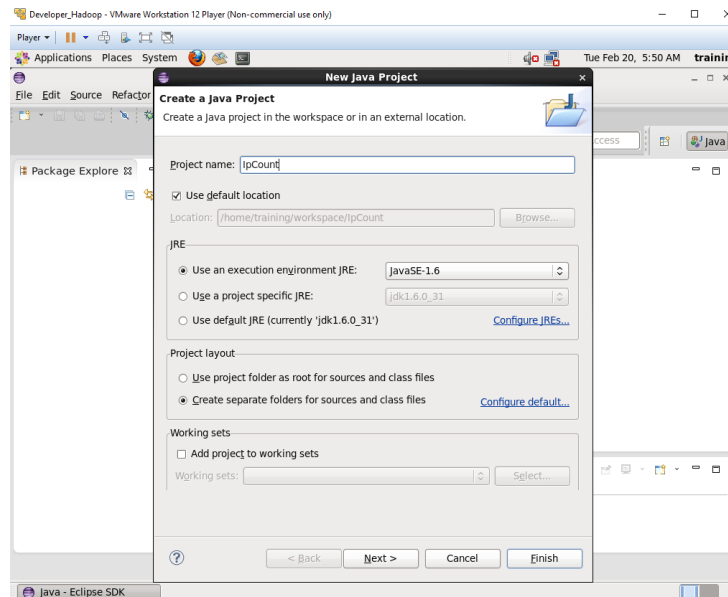 Developer_Hadoop - VMware Workstation 12 Player (Non-commercial use only)
Player
Applications Places System Tue Feb 20, 5:50 AM
New Java Project
File Edit Source Refactor
Create a Java Project
Create a Java project in the workspace or in an external location.
Java
Package Explore
Project name: IpCount
Use default location
Location: /home/training/workspace/IpCount Browse...
JRE
Use an execution environment JRE: JavaSE-1.6
Use a project specific JRE: jdk1.6.0_31
Use default JRE (currently 'jdk1.6.0_31') Configure JREs...
Project layout
Use project folder as root for sources and class files
Create separate folders for sources and class files Configure default...
Working sets
Add project to working sets
Working sets: Select...
< Back Next > Cancel Finish
Java - Eclipse SDK